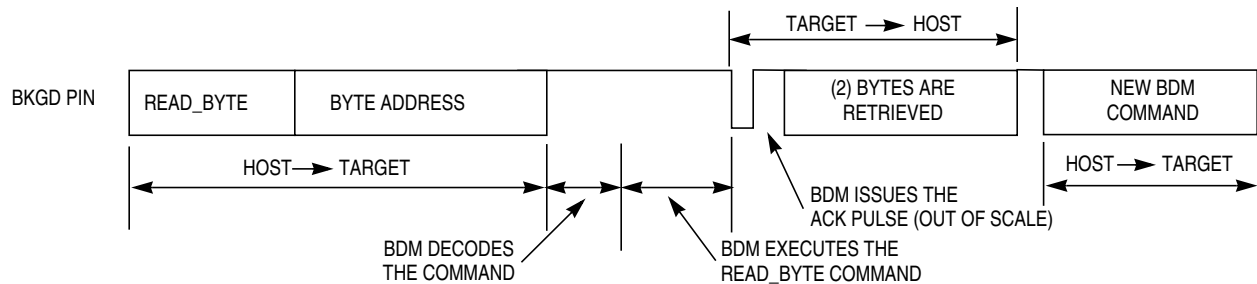 TARGET → HOST
BKGD PIN
READ_BYTE
BYTE ADDRESS
(2) BYTES ARE
RETRIEVED
NEW BDM
COMMAND
HOST → TARGET
HOST → TARGET
BDM ISSUES THE
ACK PULSE (OUT OF SCALE)
BDM DECODES
THE COMMAND
BDM EXECUTES THE
READ_BYTE COMMAND